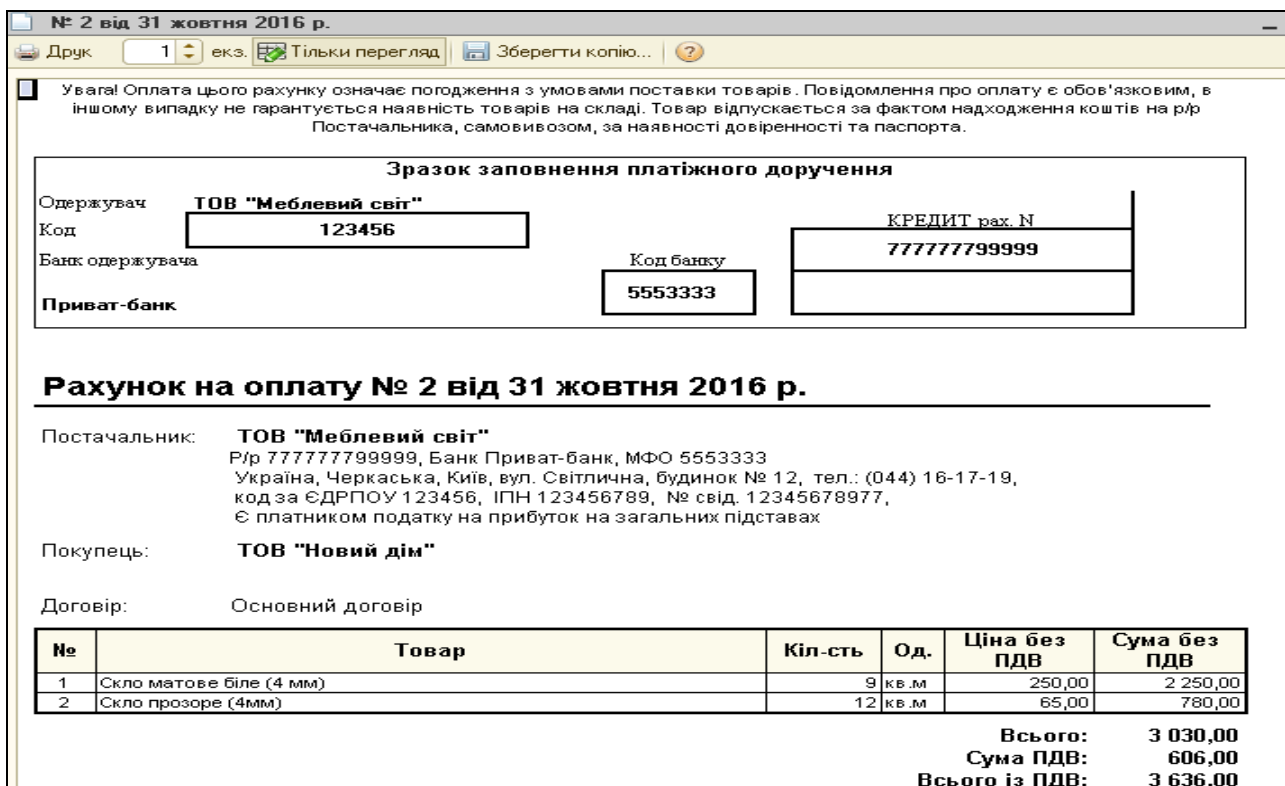 № 2 від 31 жовтня 2016 р.
Друк 1 екз. Тільки перегляд Зберегти копію... ?
Увага! Оплата цього рахунку означає погодження з умовами поставки товарів. Повідомлення про оплату є обов'язковим, в
іншому випадку не гарантується наявність товарів на складі. Товар відпускається за фактом надходження коштів на р/р
Постачальника, самовивозом, за наявності довіренності та паспорта.
Зразок заповнення платіжного доручення
Одержувач ТОВ "Меблевий світ"
Код 123456 КРЕДИТ рах. N
777777799999
Банк одержувача Код банку
Приват-банк 5553333
Рахунок на оплату № 2 від 31 жовтня 2016 р.
Постачальник: ТОВ "Меблевий світ"
Р/р 777777799999, Банк Приват-банк, МФО 5553333
Україна, Черкаська, Київ, вул. Світлична, будинок № 12, тел.: (044) 16-17-19,
код за ЄДРПОУ 123456, ІПН 123456789, № свід. 12345678977,
Є платником податку на прибуток на загальних підставах
Покупець: ТОВ "Новий дім"
Договір: Основний договір
№ Товар Кіл-сть Од. Ціна без ПДВ Сума без ПДВ
1 Скло матове біле (4 мм) 9 кв.м 250,00 2 250,00
2 Скло прозоре (4мм) 12 кв.м 65,00 780,00
Всього: 3 030,00
Сума ПДВ: 606,00
Всього із ПДВ: 3 636,00